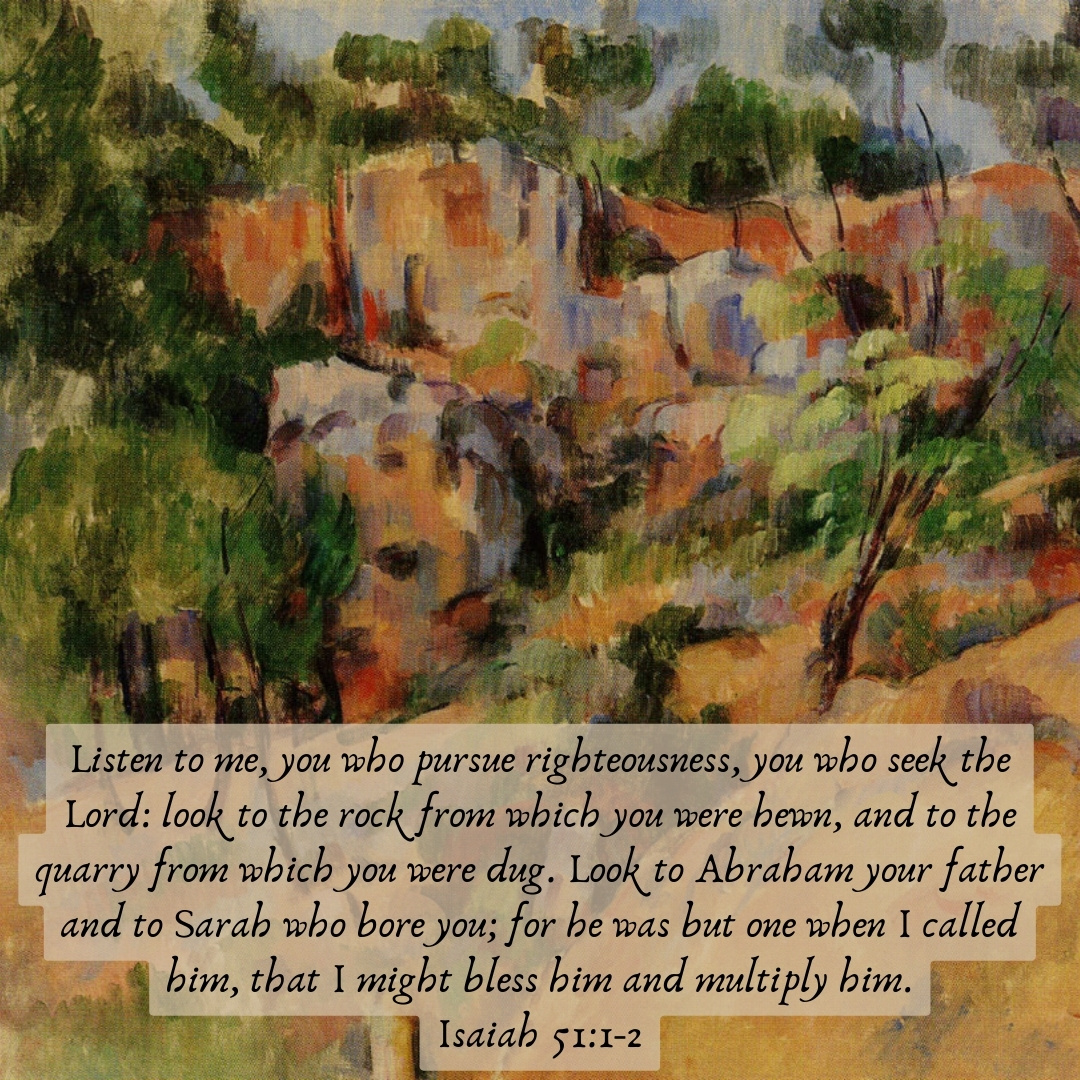 Listen to me, you who pursue righteousness, you who seek the
Lord: look to the rock from which you were hewn, and to the
quarry from which you were dug. Look to Abraham your father
and to Sarah who bore you; for he was but one when I called
him, that I might bless him and multiply him.
Isaiah 51:1-2